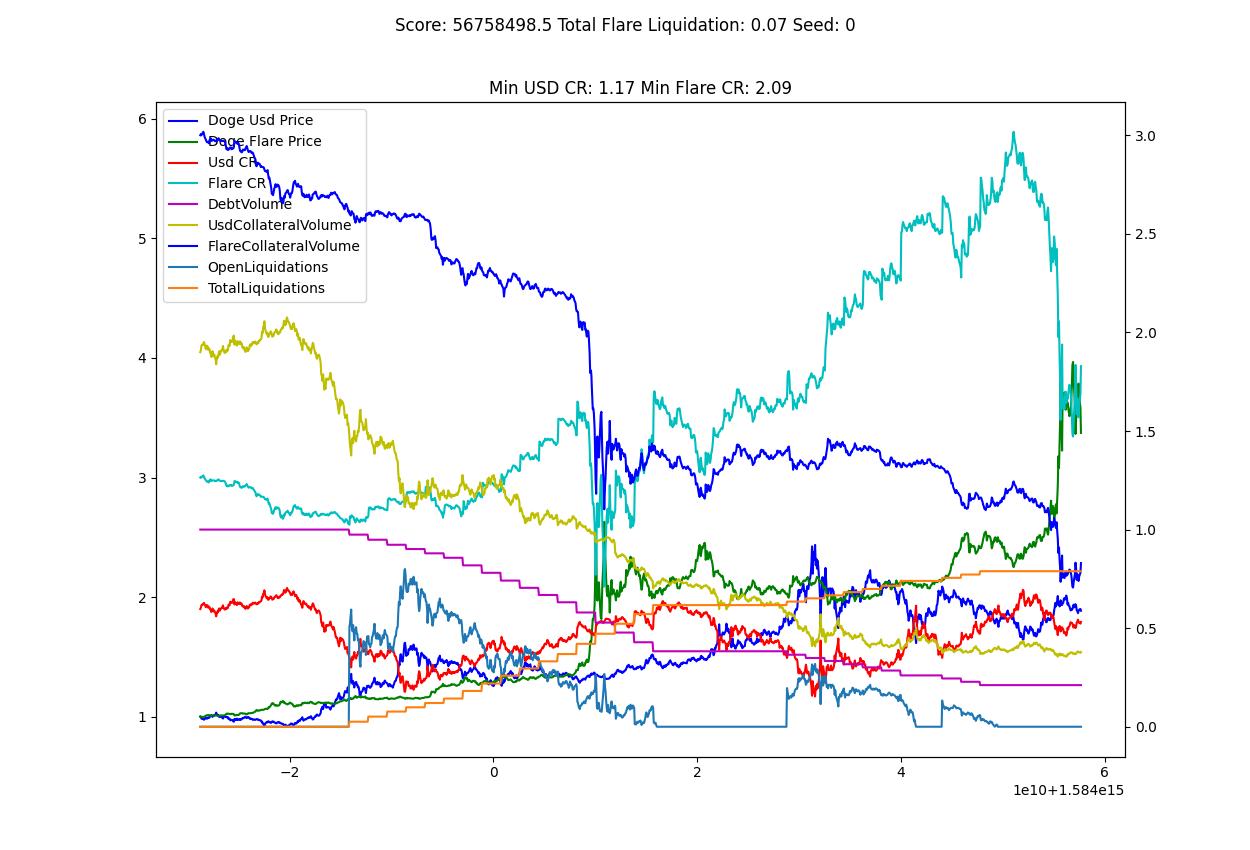 Score: 56758498.5 Total Flare Liquidation: 0.07 Seed: 0
Min USD CR: 1.17 Min Flare CR: 2.09
Doge Usd Price
Doge Flare Price
Usd CR
Flare CR
DebtVolume
UsdCollateralVolume
FlareCollateralVolume
OpenLiquidations
TotalLiquidations
6
5
4
3
2
1
3.0
2.5
2.0
1.5
1.0
0.5
0.0
−2
0
2
4
6
1e10+1.584e15